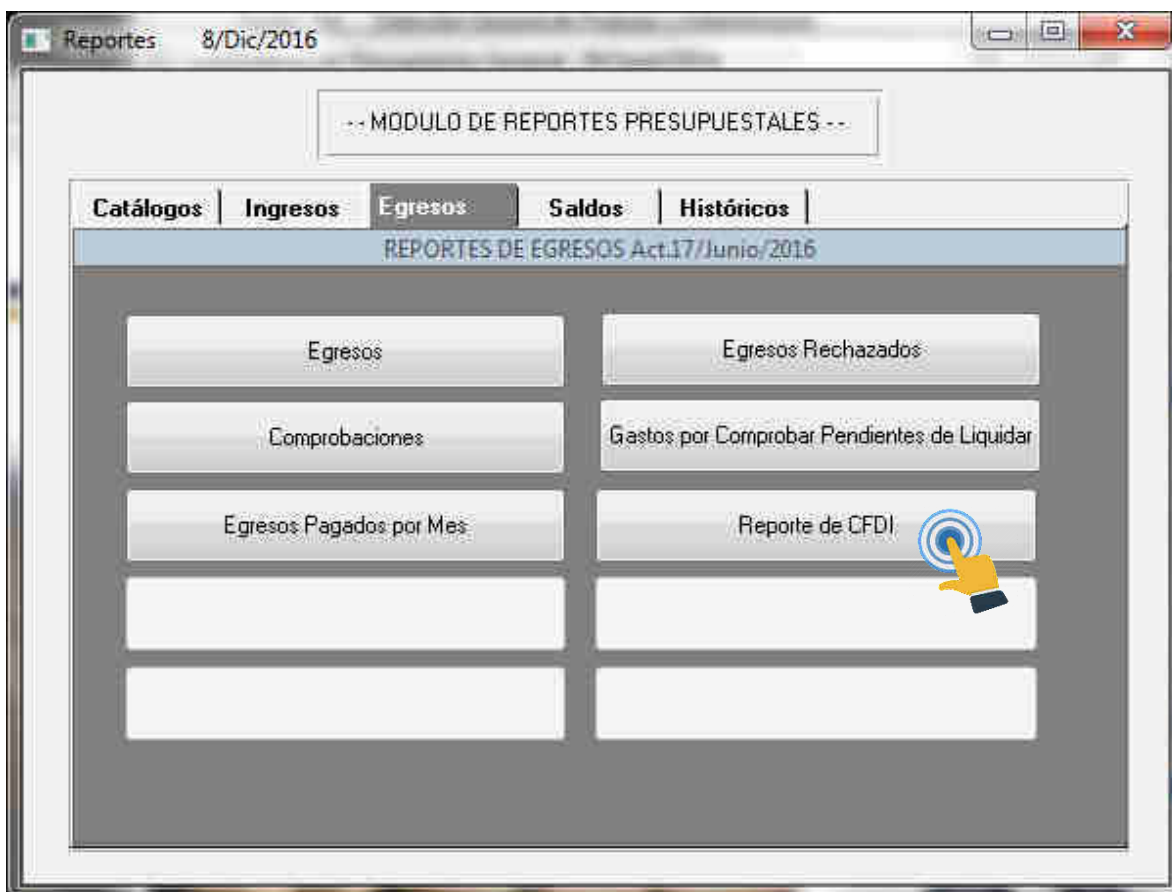 Reportes 8/Dic/2016
-- MODULO DE REPORTES PRESUPUESTALES --
Catálogos Ingresos Egresos Saldos Históricos
REPORTES DE EGRESOS Act.17/Junio/2016
Egresos Egresos Rechazados
Comprobaciones Gastos por Comprobar Pendientes de Liquidar
Egresos Pagados por Mes Reporte de CFDI